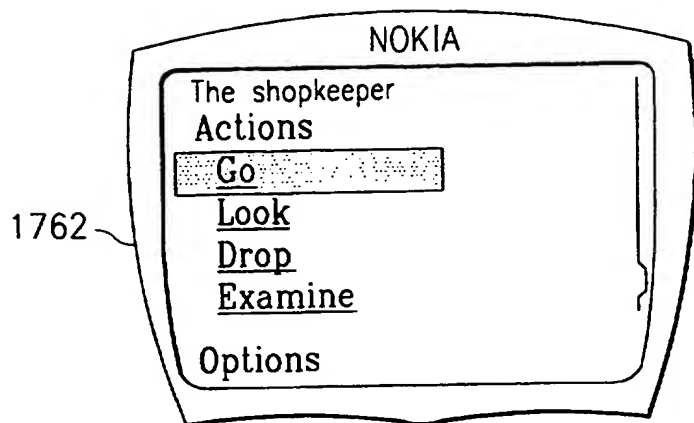 NOKIA
The shopkeeper
Actions
Go
Look
Drop
Examine
Options
1762